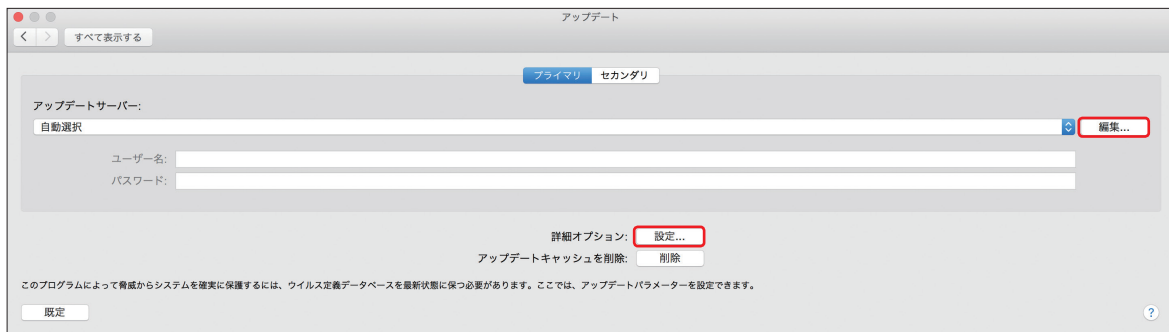 アップデート
すべて表示する
プライマリ セカンダリ
アップデートサーバー:
自動選択 編集...
ユーザー名:
パスワード:
詳細オプション: 設定...
アップデートキャッシュを削除: 削除
このプログラムによって脅威からシステムを確実に保護するには、ウイルス定義データベースを最新状態に保つ必要があります。ここでは、アップデートパラメーターを設定できます。
既定 ?